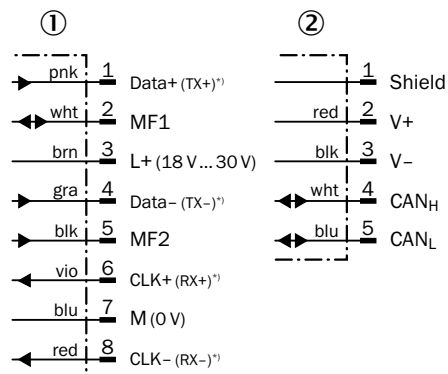 ① ②
pnk 1 Data+ (TX+)*)
wht 2 MF1
brn 3 L+ (18 V ... 30 V)
gra 4 Data– (TX–)*)
blk 5 MF2
vio 6 CLK+ (RX+)*)
blu 7 M (0 V)
red 8 CLK– (RX–)*)
1 Shield
red 2 V+
blk 3 V–
wht 4 CANH
blu 5 CANL